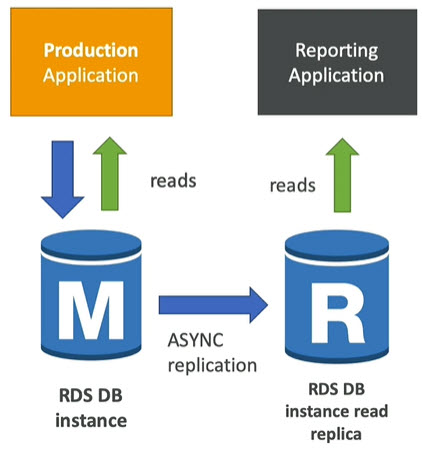 Production
Application
Reporting
Application
reads
reads
M
R
ASYNC
replication
RDS DB
instance
RDS DB
instance read
replica